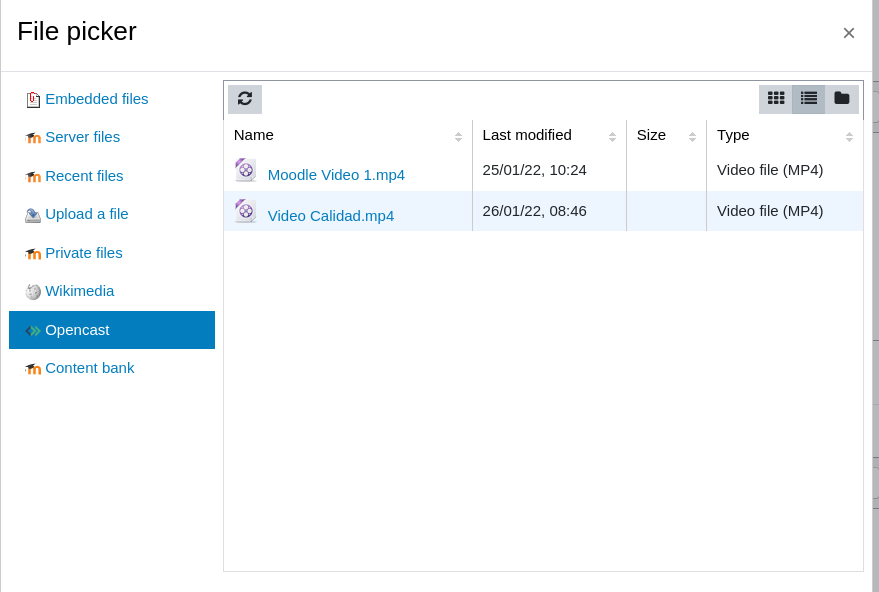 File picker
×
Embedded files
Server files
Recent files
Upload a file
Private files
Wikimedia
Opencast
Content bank
Name Last modified Size Type
Moodle Video 1.mp4 25/01/22, 10:24 Video file (MP4)
Video Calidad.mp4 26/01/22, 08:46 Video file (MP4)